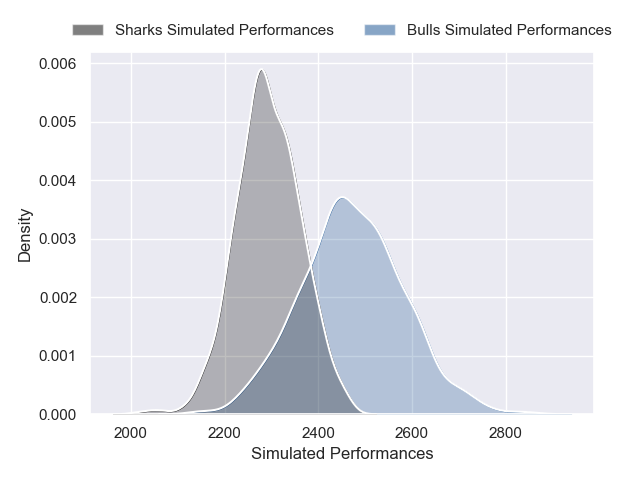 Sharks Simulated Performances Bulls Simulated Performances
0.006
0.005
0.004
0.003
0.002
0.001
0.000
Density
2000 2200 2400 2600 2800
Simulated Performances